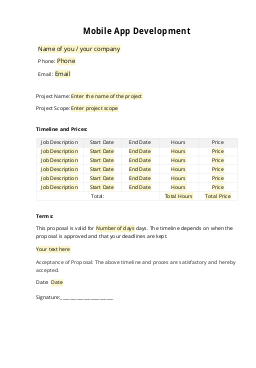 Mobile App Development
Name of you / your company
Phone: Phone
Email: Email
Project Name: Enter the name of the project
Project Scope: Enter project scope
Timeline and Prices:
Job Description Start Date End Date Hours Price
Job Description Start Date End Date Hours Price
Job Description Start Date End Date Hours Price
Job Description Start Date End Date Hours Price
Job Description Start Date End Date Hours Price
Job Description Start Date End Date Hours Price
Total: Total Hours Total Price
Terms:
This proposal is valid for Number of days days. The timeline depends on when the
proposal is approved and that your deadlines are kept.
Your text here
Acceptance of Proposal: The above timeline and prices are satisfactory and hereby
accepted.
Date: Date
Signature:____________________